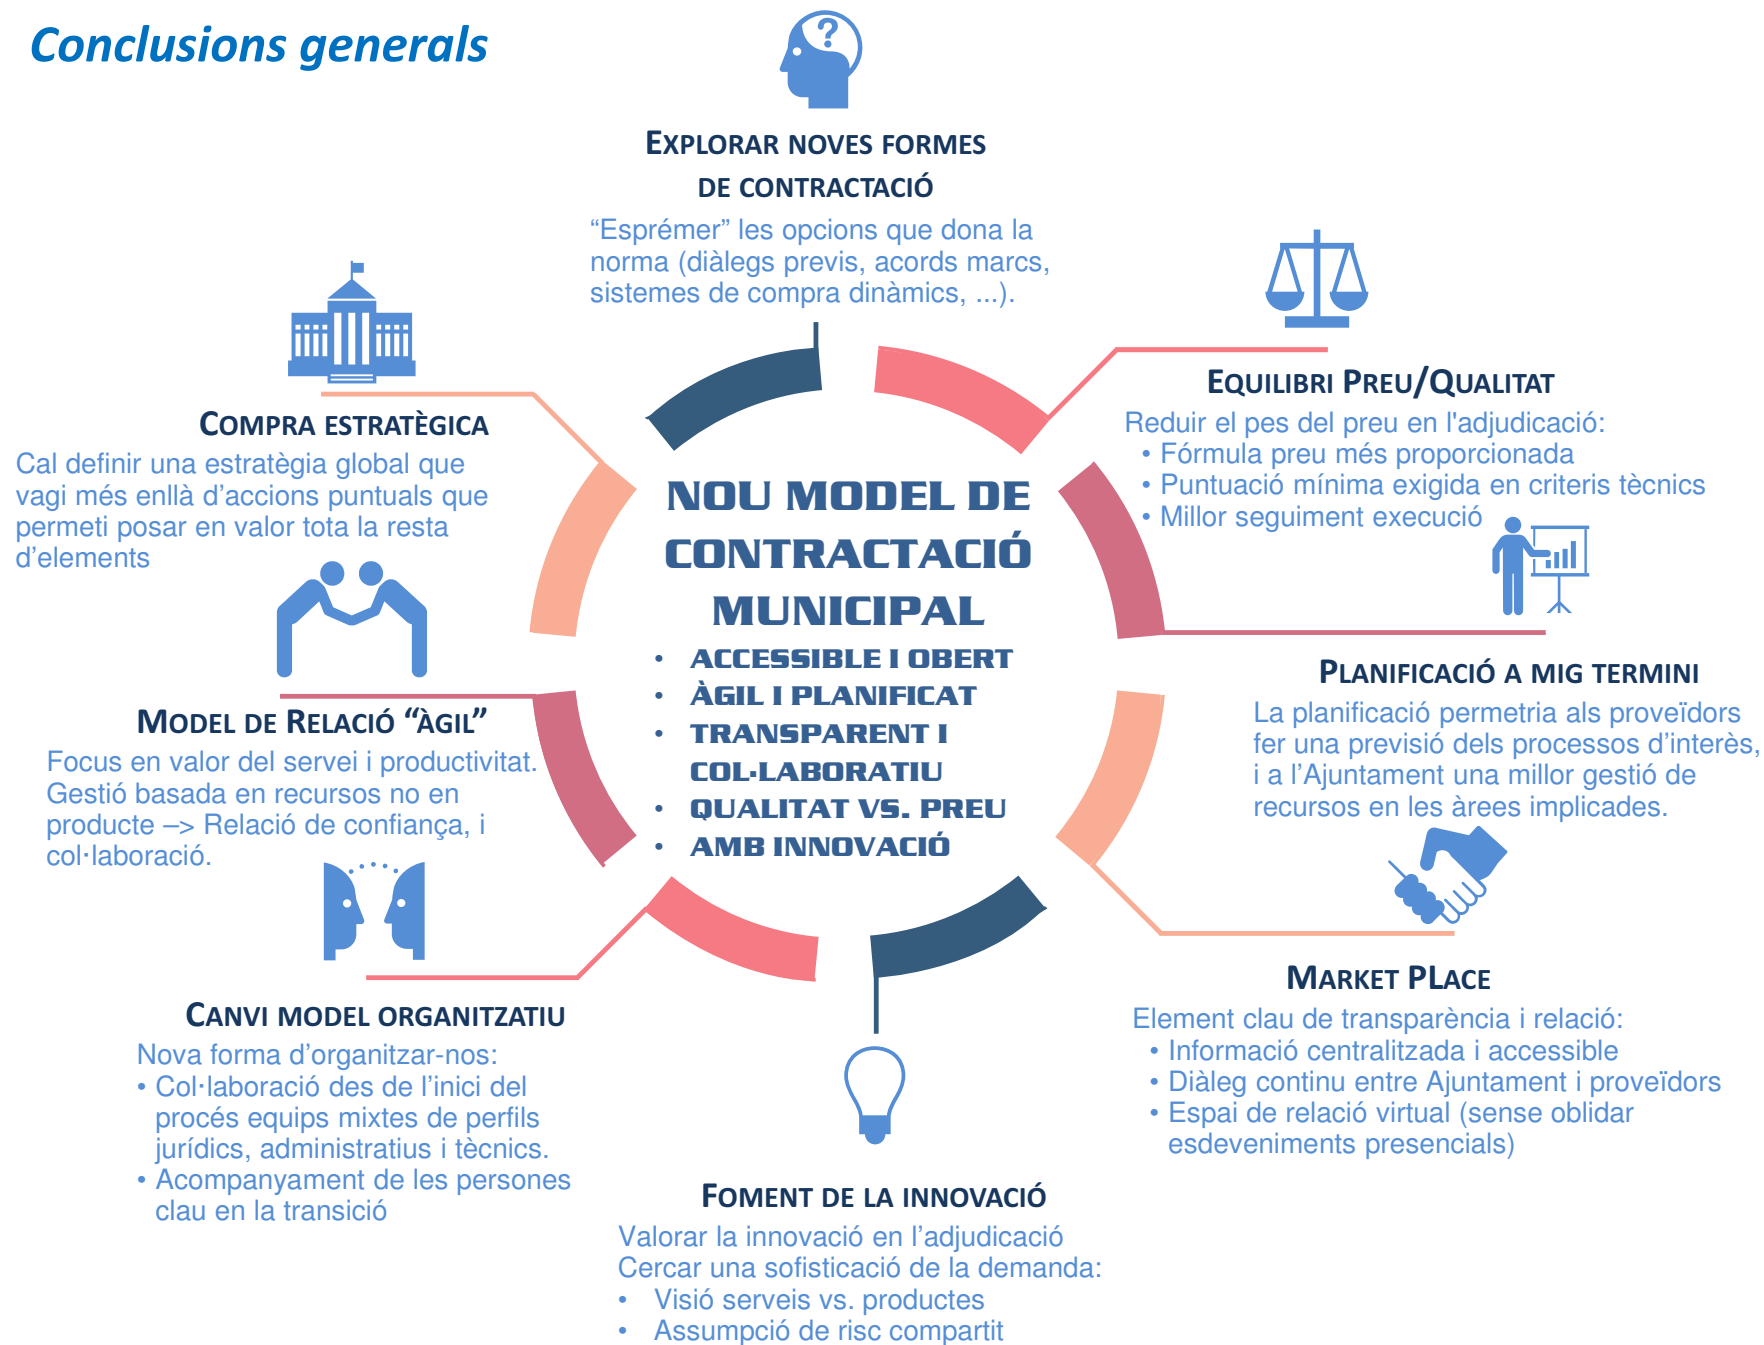 Conclusions generals
EXPLORAR NOVES FORMES
DE CONTRACTACIÓ
“Esprémer” les opcions que dona la
norma (diàlegs previs, acords marcs,
sistemes de compra dinàmics, ...).
EQUILIBRI PREU/QUALITAT
Reduir el pes del preu en l'adjudicació:
• Fórmula preu més proporcionada
• Puntuació mínima exigida en criteris tècnics
• Millor seguiment execució
PLANIFICACIÓ A MIG TERMINI
La planificació permetria als proveïdors
fer una previsió dels processos d’interès,
i a l’Ajuntament una millor gestió de
recursos en les àrees implicades.
MARKET PLACE
Element clau de transparència i relació:
• Informació centralitzada i accessible
• Diàleg continu entre Ajuntament i proveïdors
• Espai de relació virtual (sense oblidar
esdeveniments presencials)
FOMENT DE LA INNOVACIÓ
Valorar la innovació en l’adjudicació
Cercar una sofisticació de la demanda:
• Visió serveis vs. productes
• Assumpció de risc compartit
CANVI MODEL ORGANITZATIU
Nova forma d’organitzar-nos:
• Col·laboració des de l’inici del
procés equips mixtes de perfils
jurídics, administratius i tècnics.
• Acompanyament de les persones
clau en la transició
MODEL DE RELACIÓ “ÀGIL”
Focus en valor del servei i productivitat.
Gestió basada en recursos no en
producte –> Relació de confiança, i
col·laboració.
COMPRA ESTRATÈGICA
Cal definir una estratègia global que
vagi més enllà d’accions puntuals que
permeti posar en valor tota la resta
d’elements
NOU MODEL DE
CONTRACTACIÓ
MUNICIPAL
• ACCESSIBLE I OBERT
• ÀGIL I PLANIFICAT
• TRANSPARENT I
COL·LABORATIU
• QUALITAT VS. PREU
• AMB INNOVACIÓ
?